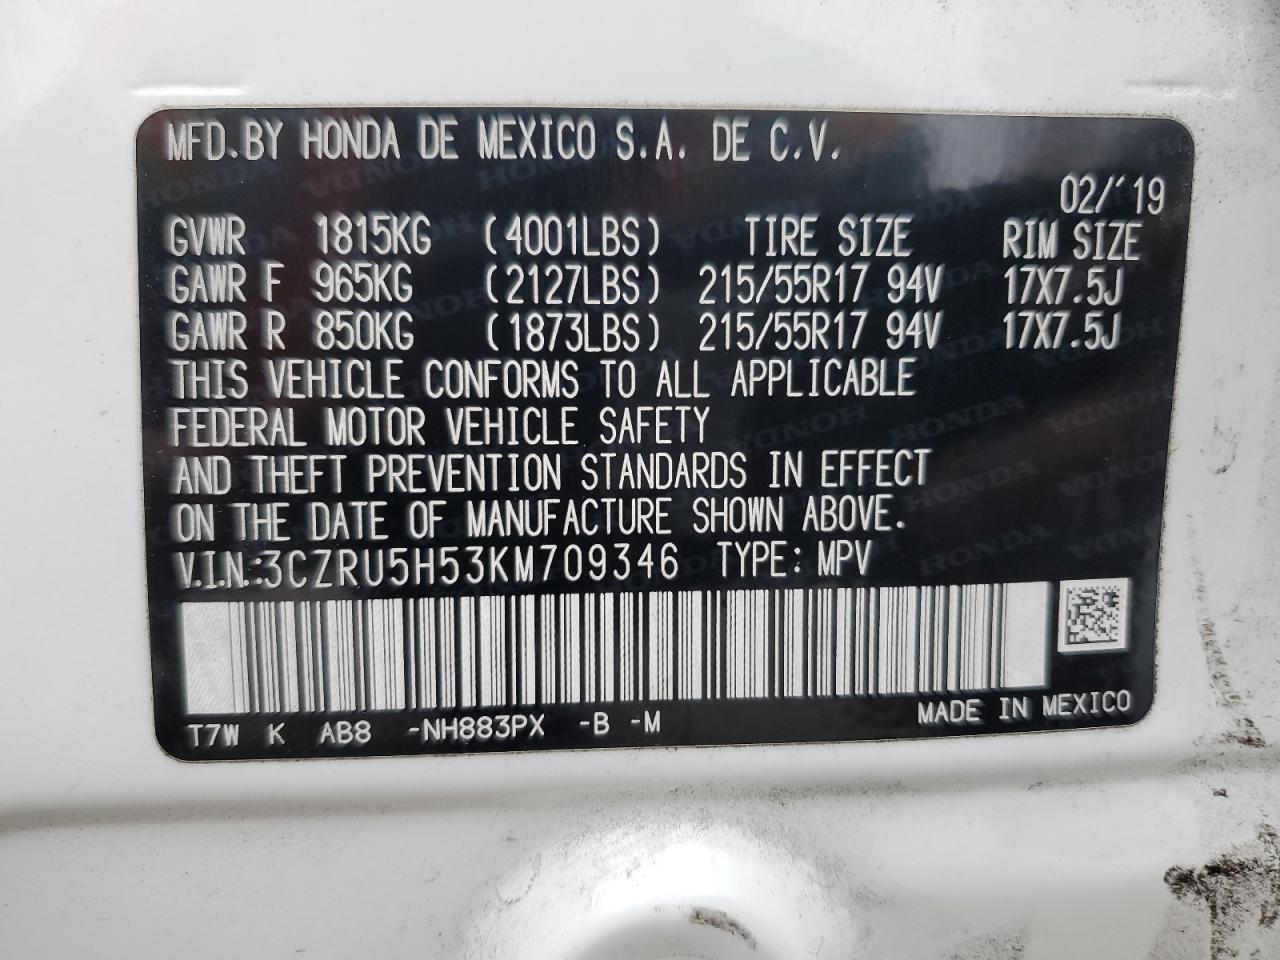 MFD.BY HONDA DE MEXICO S.A. DE C.V.
02/'19
GVWR 1815KG (4001LBS) TIRE SIZE RIM SIZE
GAWR F 965KG (2127LBS) 215/55R17 94V 17X7.5J
GAWR R 850KG (1873LBS) 215/55R17 94V 17X7.5J
THIS VEHICLE CONFORMS TO ALL APPLICABLE
FEDERAL MOTOR VEHICLE SAFETY
AND THEFT PREVENTION STANDARDS IN EFFECT
ON THE DATE OF MANUFACTURE SHOWN ABOVE.
V.I.N.:3CZRU5H53KM709346 TYPE: MPV
T7W K AB8 -NH883PX -B -M MADE IN MEXICO